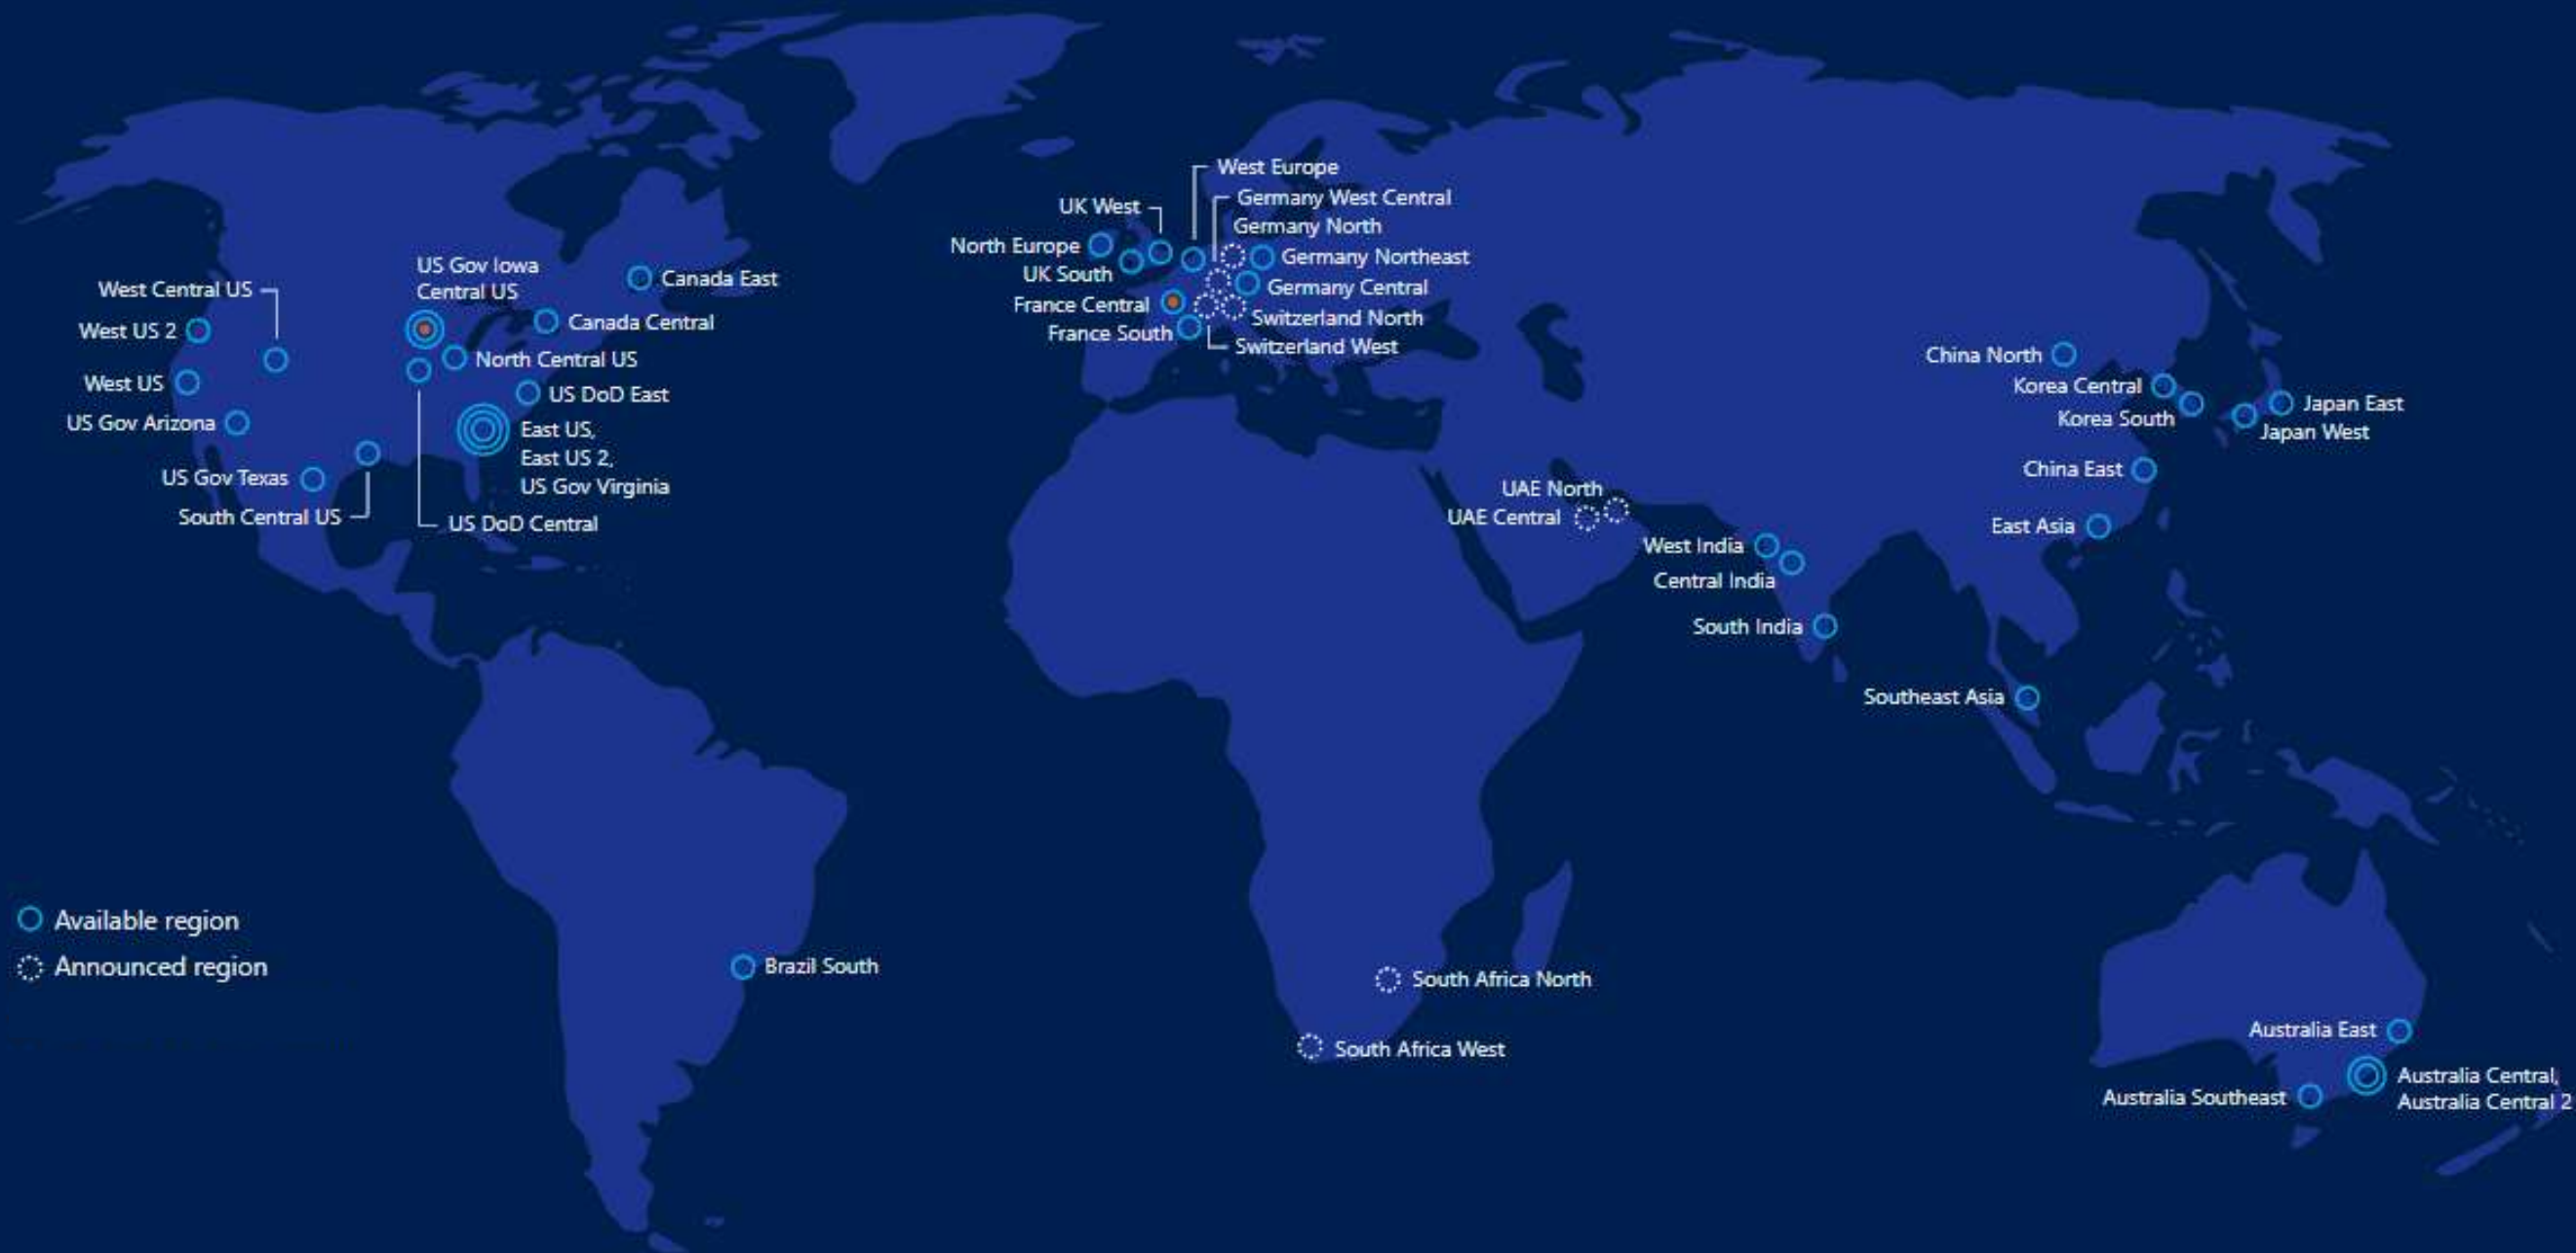 West Europe
Germany West Central
Germany North
UK West
North Europe
UK South
Germany Northeast
Germany Central
France Central
France South
Switzerland North
Switzerland West
US Gov Iowa
Central US
Canada East
West Central US
Canada Central
West US 2
North Central US
West US
US DoD East
US Gov Arizona
East US,
East US 2,
US Gov Virginia
US Gov Texas
South Central US
US DoD Central
China North
Korea Central
Korea South
Japan East
Japan West
China East
East Asia
UAE North
UAE Central
West India
Central India
South India
Southeast Asia
Available region
Announced region
Brazil South
South Africa North
South Africa West
Australia East
Australia Central,
Australia Central 2
Australia Southeast